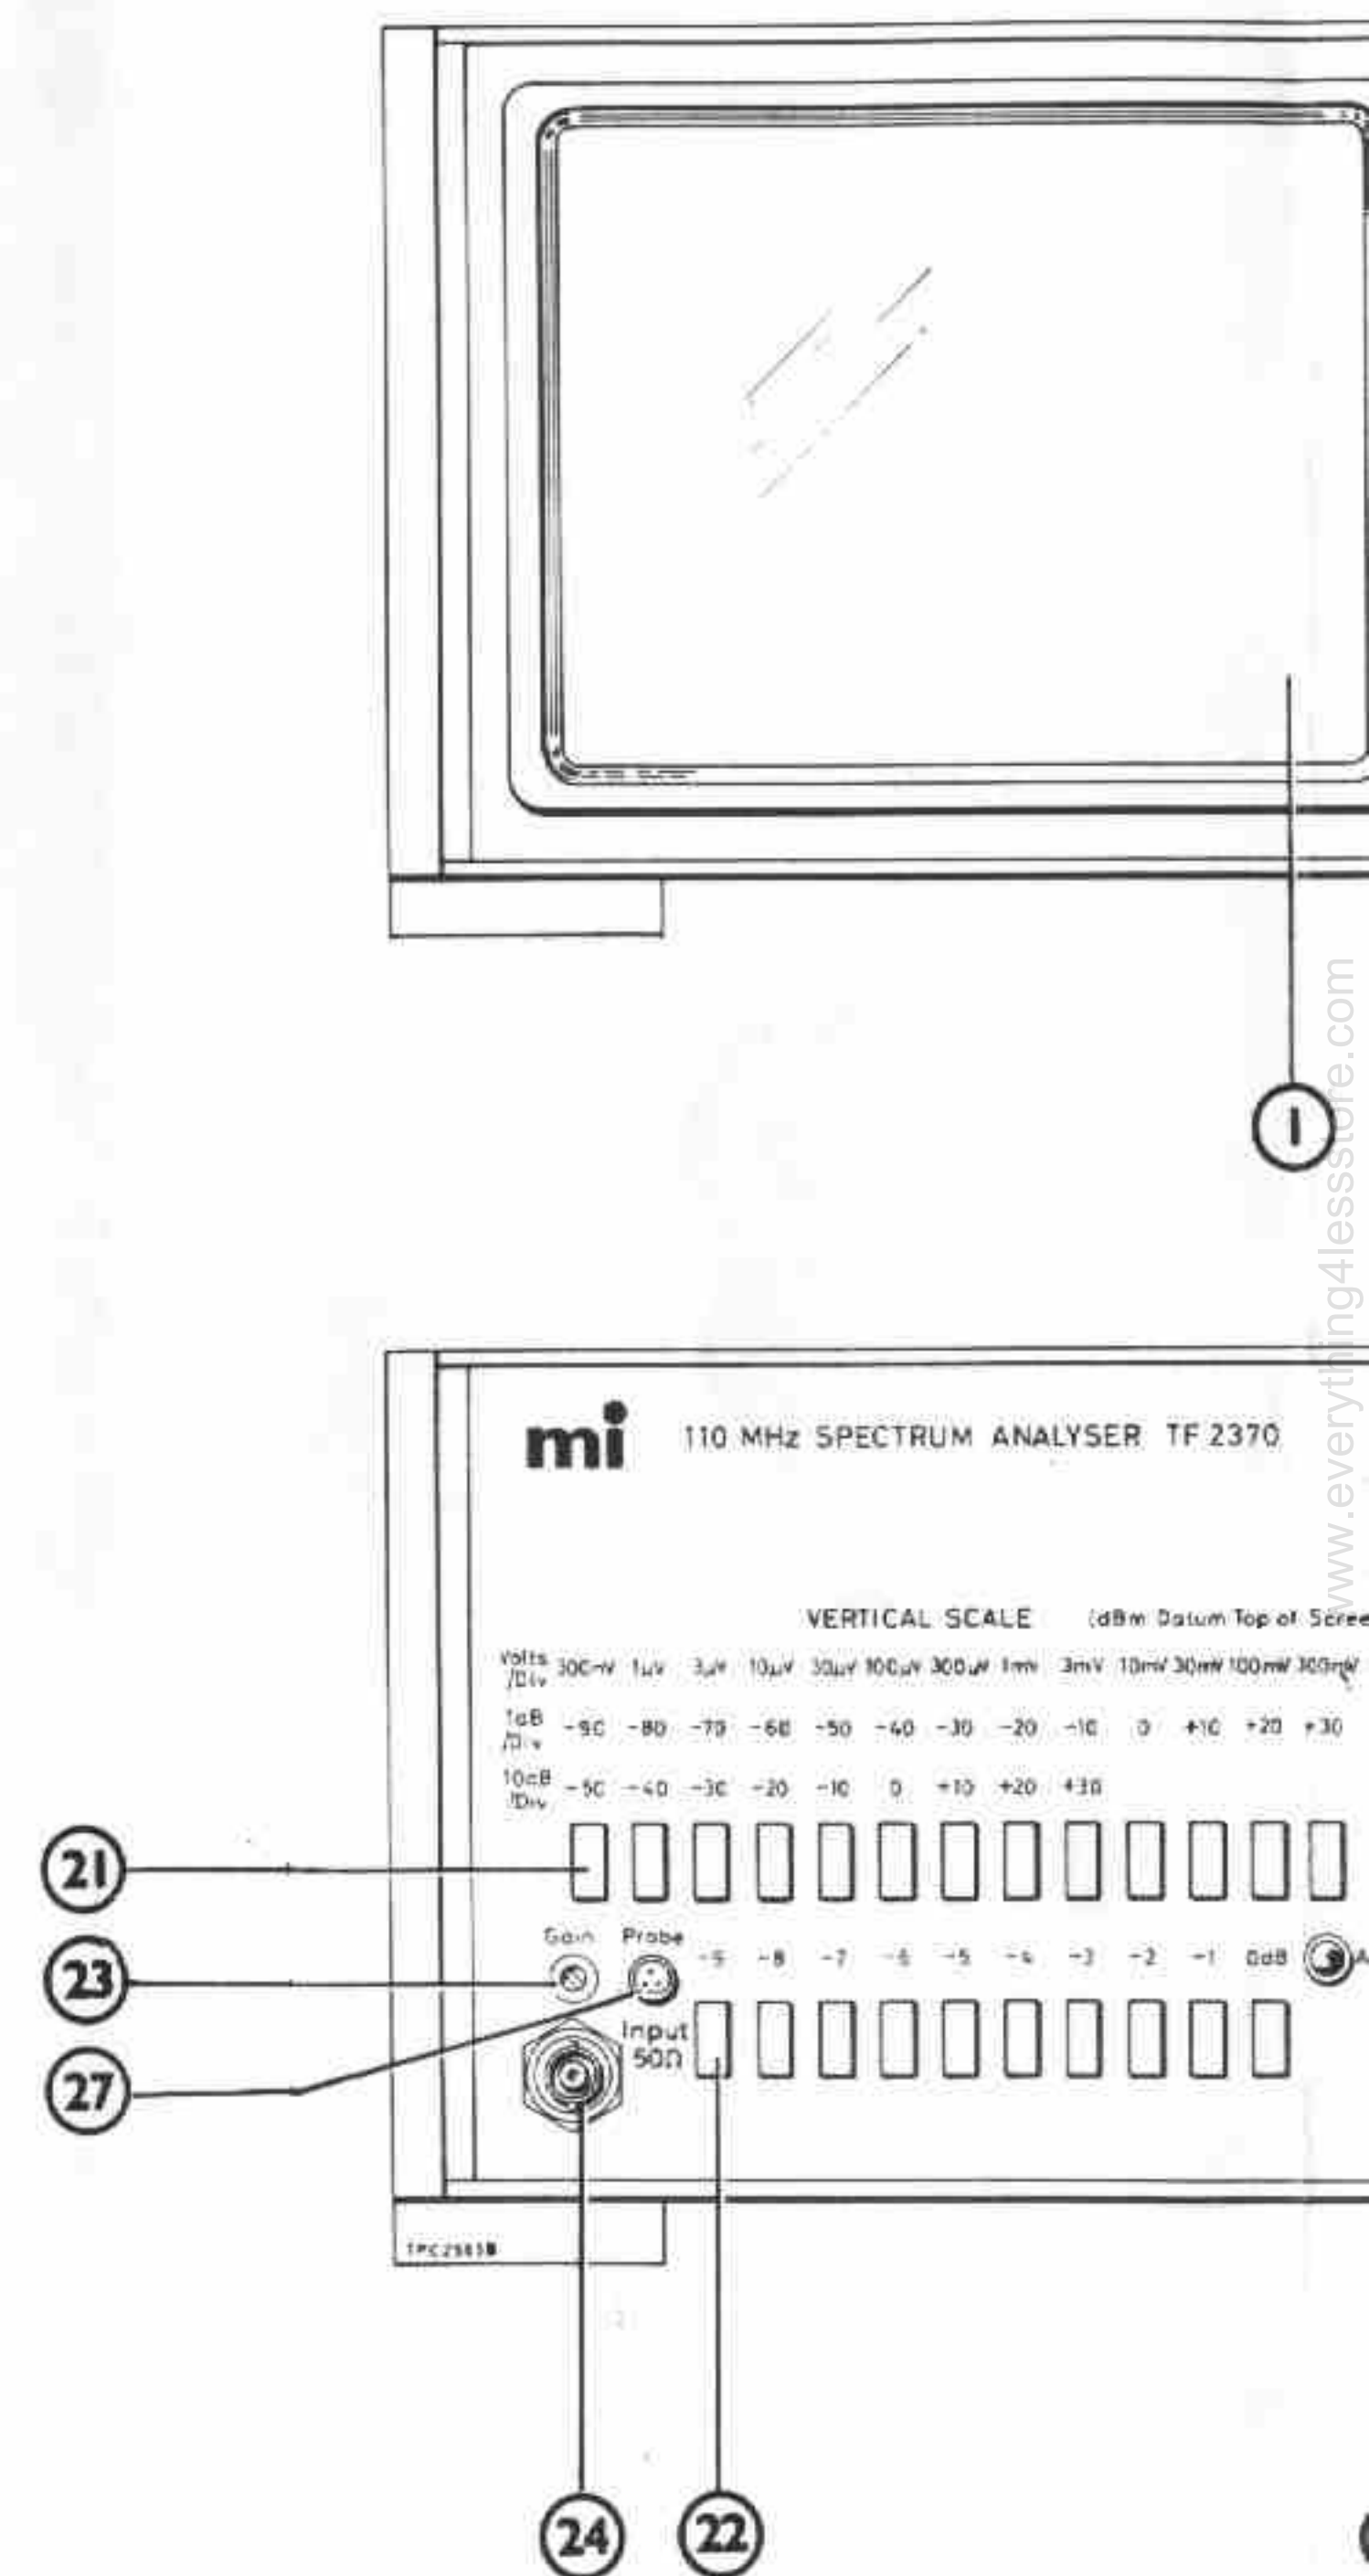 1
www.everything4lessstore.com
mi 110 MHz SPECTRUM ANALYSER TF 2370
VERTICAL SCALE (dBm Datum Top of Scree
Volts /Div 300nV 1µV 3µV 10µV 30µV 100µV 300µV 1mV 3mV 10mV 30mV 100mV 300mV
1dB /Div -90 -80 -70 -60 -50 -40 -30 -20 -10 0 +10 +20 +30
10dB /Div -50 -40 -30 -20 -10 0 +10 +20 +30
21
Gain Probe -9 -8 -7 -6 -5 -4 -3 -2 -1 0dB A
23
Input
50Ω
27
24 22